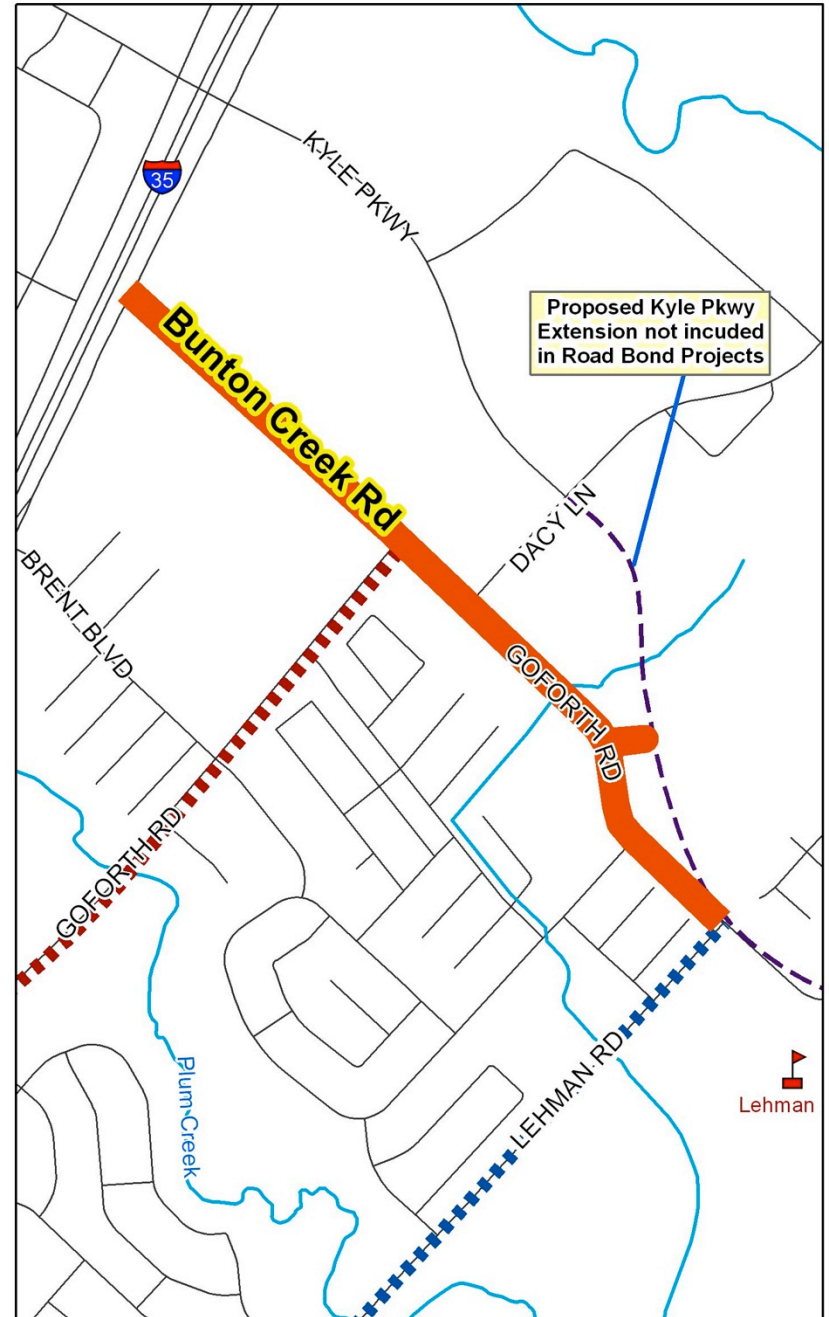 KYLE PKWY
35
Proposed Kyle Pkwy
Extension not incuded
in Road Bond Projects
Bunton Creek Rd
DACY LN
BRENT BLVD
GOFORTH RD
GOFORTH RD
LEHMAN RD
Plum Creek
Lehman